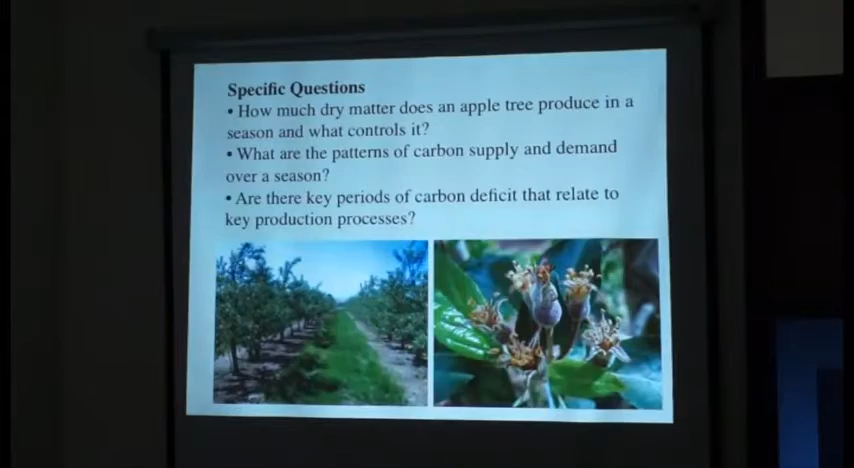 Specific Questions
• How much dry matter does an apple tree produce in a
season and what controls it?
• What are the patterns of carbon supply and demand
over a season?
• Are there key periods of carbon deficit that relate to
key production processes?